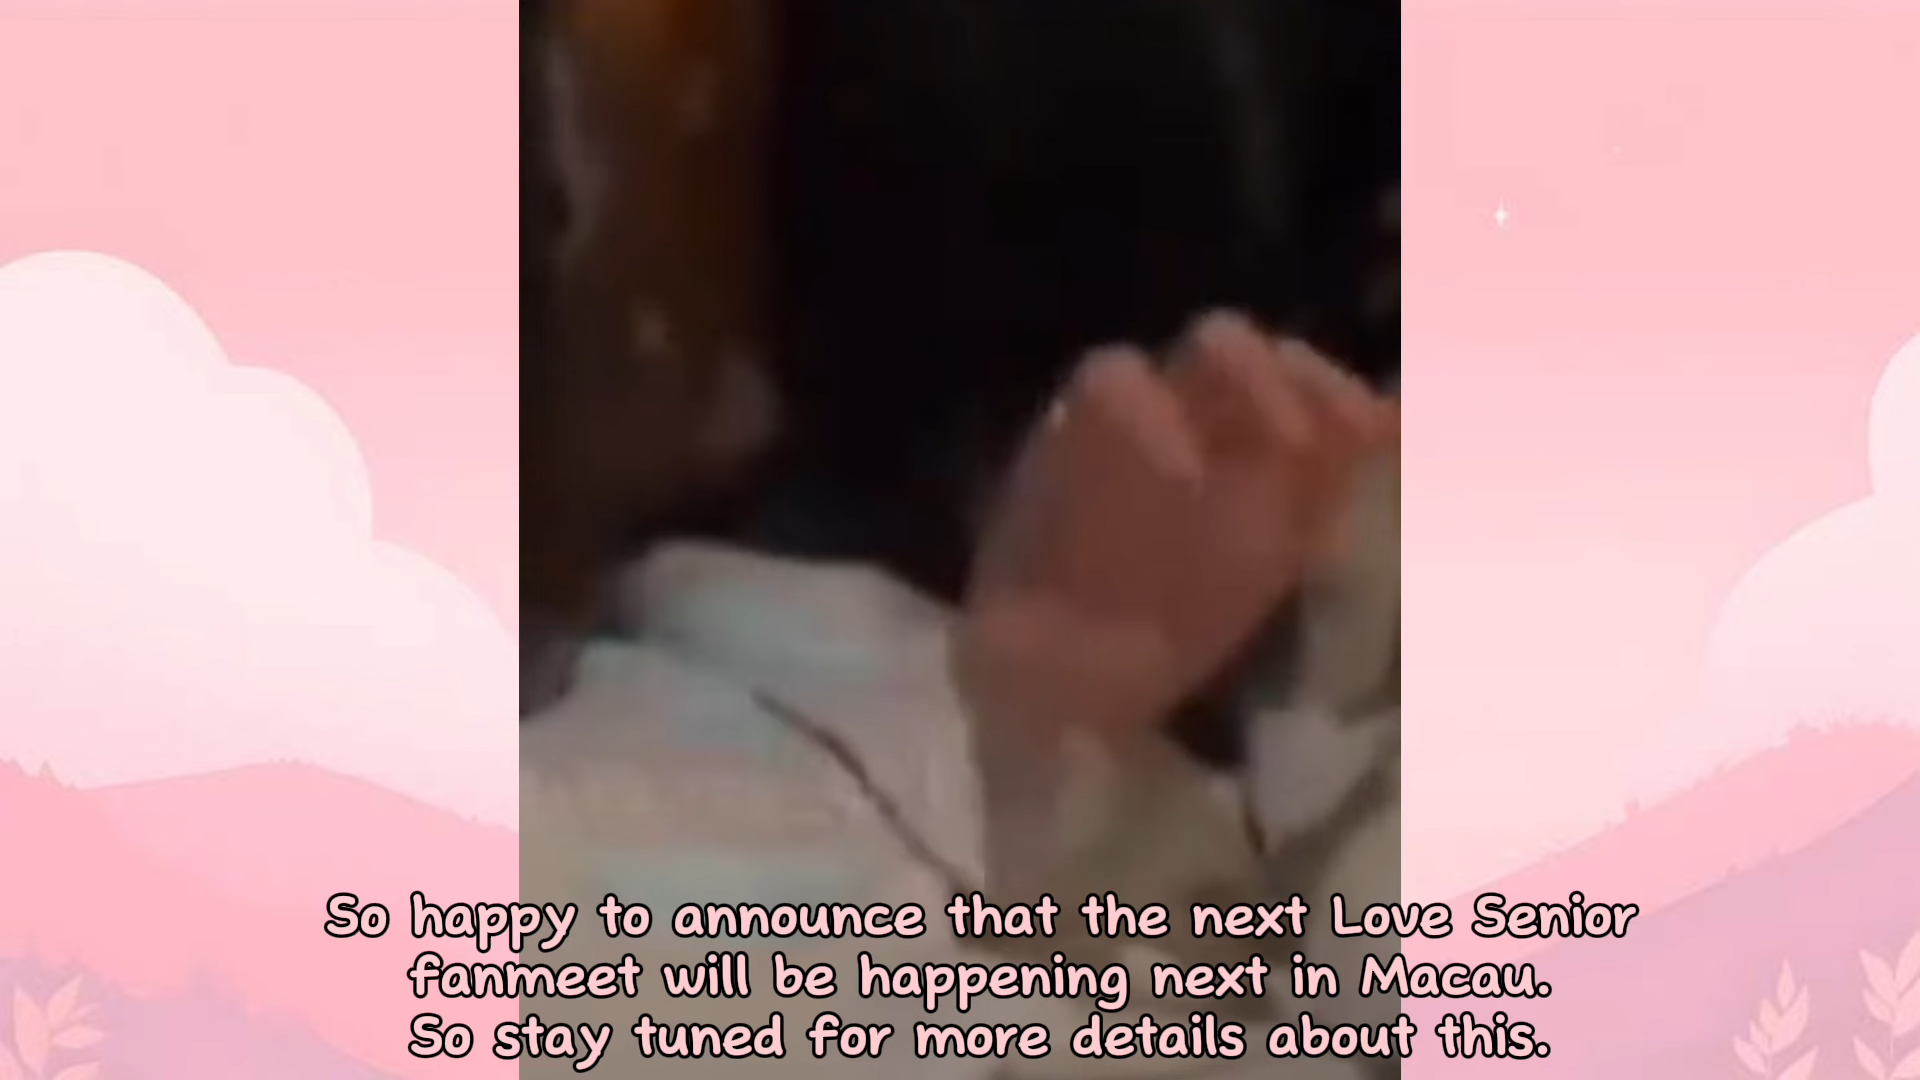 So happy to announce that the next Love Senior
fanmeet will be happening next in Macau.
So stay tuned for more details about this.